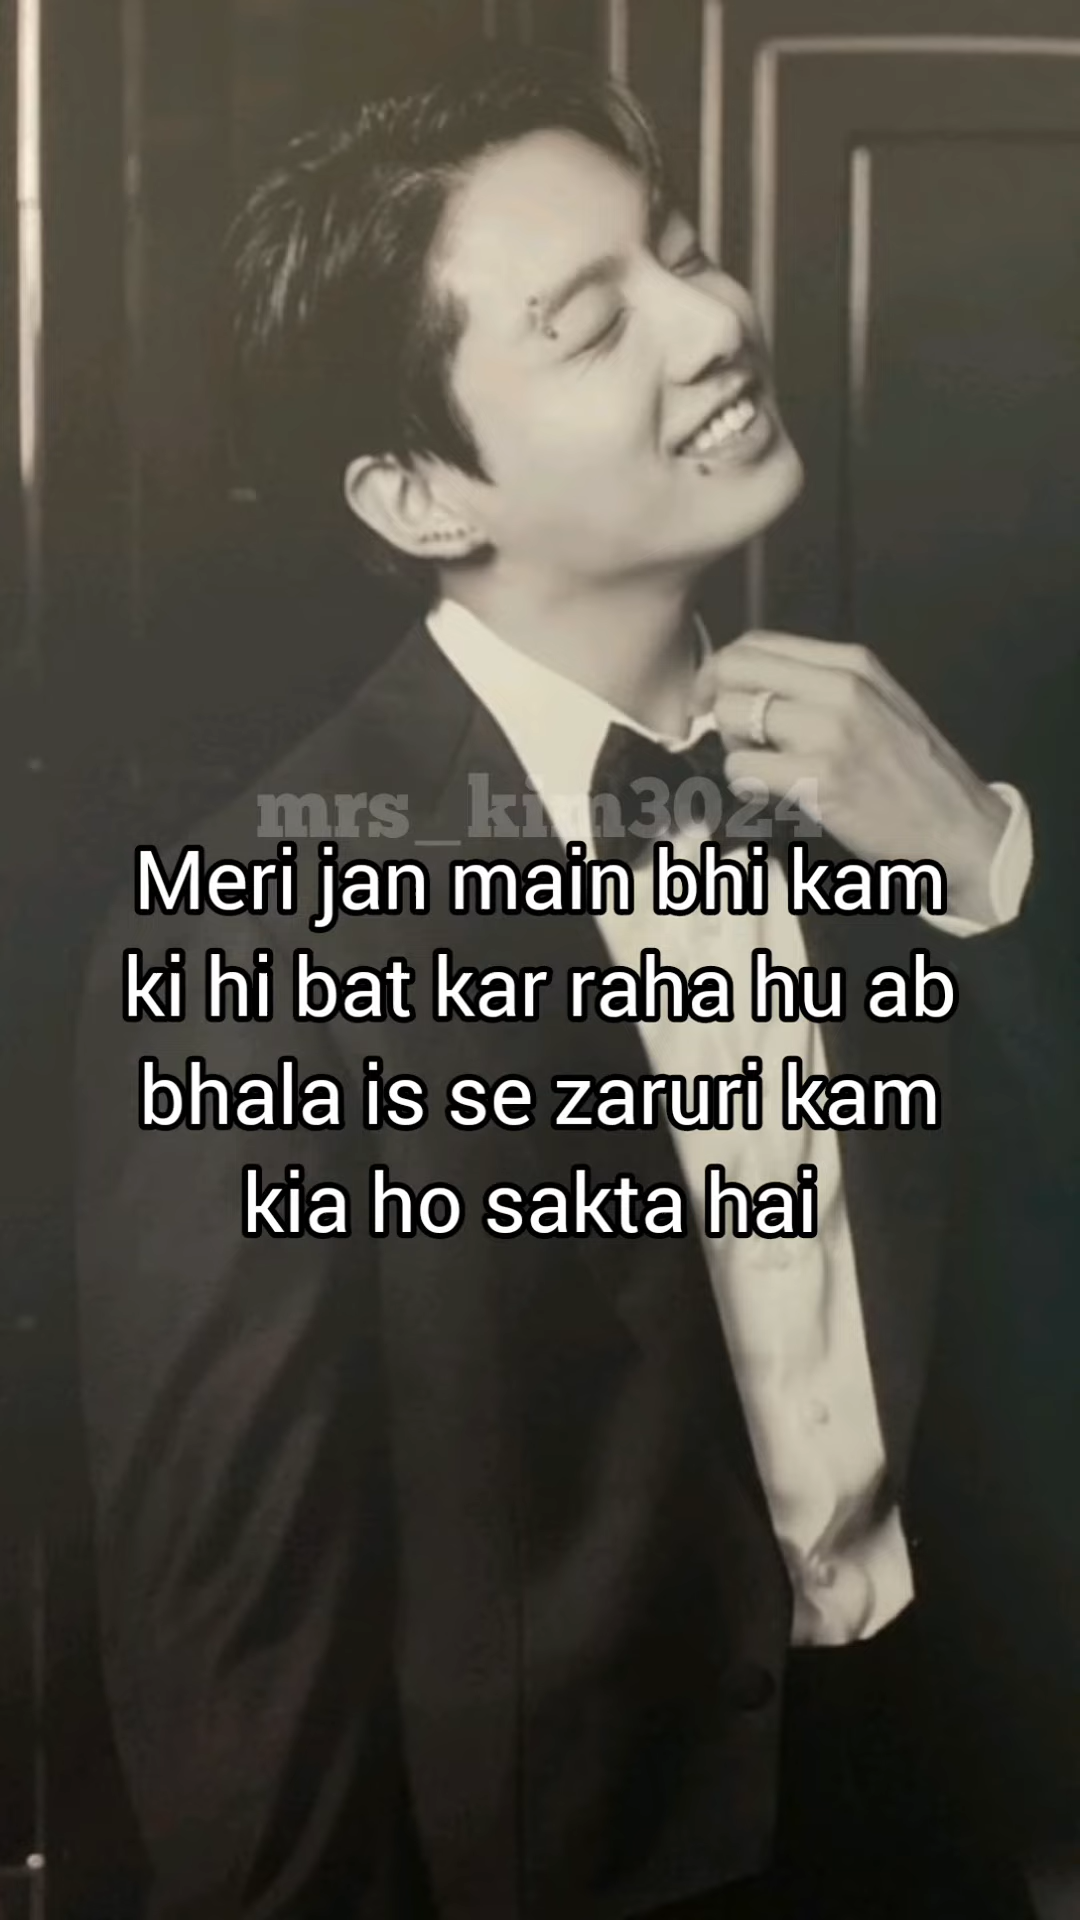 mrs_kim3024
Meri jan main bhi kam
ki hi bat kar raha hu ab
bhala is se zaruri kam
kia ho sakta hai